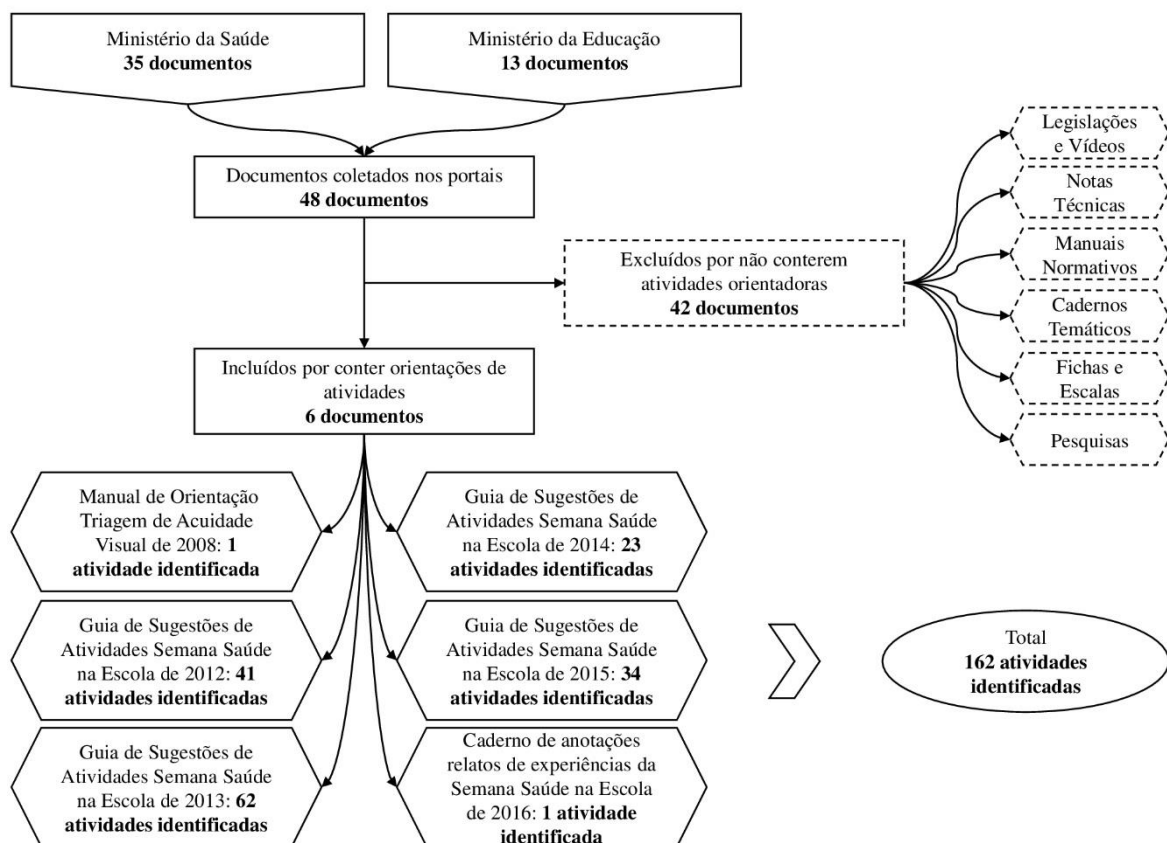 Ministério da Saúde
35 documentos
Ministério da Educação
13 documentos
Documentos coletados nos portais
48 documentos
Excluídos por não conterem
atividades orientadoras
42 documentos
Legislações
e Vídeos
Notas
Técnicas
Manuais
Normativos
Cadernos
Temáticos
Fichas e
Escalas
Pesquisas
Incluídos por conter orientações de
atividades
6 documentos
Manual de Orientação
Triagem de Acuidade
Visual de 2008: 1
atividade identificada
Guia de Sugestões de
Atividades Semana Saúde
na Escola de 2014: 23
atividades identificadas
Guia de Sugestões de
Atividades Semana Saúde
na Escola de 2012: 41
atividades identificadas
Guia de Sugestões de
Atividades Semana Saúde
na Escola de 2015: 34
atividades identificadas
Guia de Sugestões de
Atividades Semana Saúde
na Escola de 2013: 62
atividades identificadas
Caderno de anotações
relatos de experiências da
Semana Saúde na Escola
de 2016: 1 atividade
identificada
Total
162 atividades
identificadas